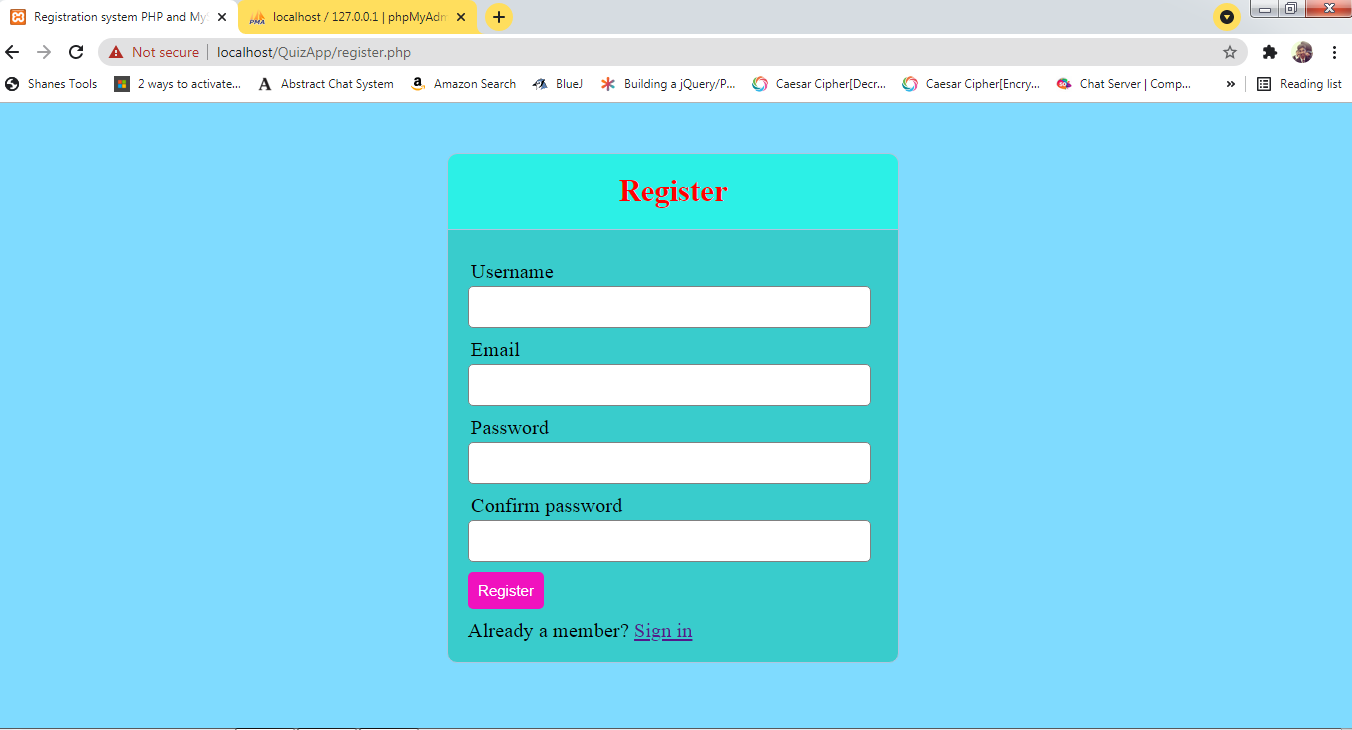 Registration system PHP and My
localhost / 127.0.0.1 | phpMyAdm
Not secure
localhost/QuizApp/register.php
Shanes Tools
2 ways to activate...
Abstract Chat System
Amazon Search
BlueJ
Building a jQuery/P...
Caesar Cipher[Decr...
Caesar Cipher[Encry...
Chat Server | Comp...
»
Reading list
Register
Username
Email
Password
Confirm password
Register
Already a member? Sign in